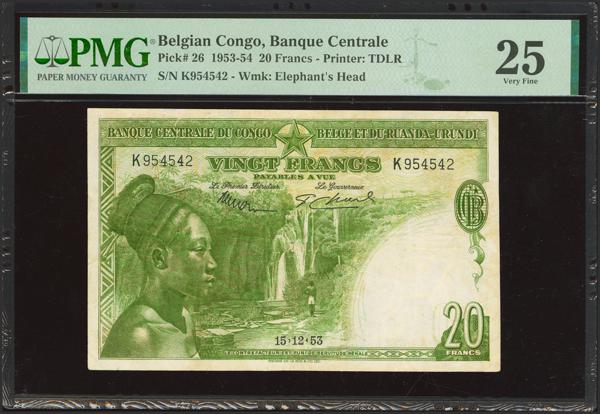 PMG
PAPER MONEY GUARANTY
Belgian Congo, Banque Centrale
Pick# 26 1953-54 20 Francs - Printer: TDLR
S/N K954542 - Wmk: Elephant's Head
25
Very Fine
BANQUE CENTRALE DU CONGO BELGE ET DU RUANDA-URUNDI
K954542 VINGT FRANCS K954542
PAYABLES A VUE
Le Premier Directeur Le Gouverneur
20
FRANCS
15-12-53